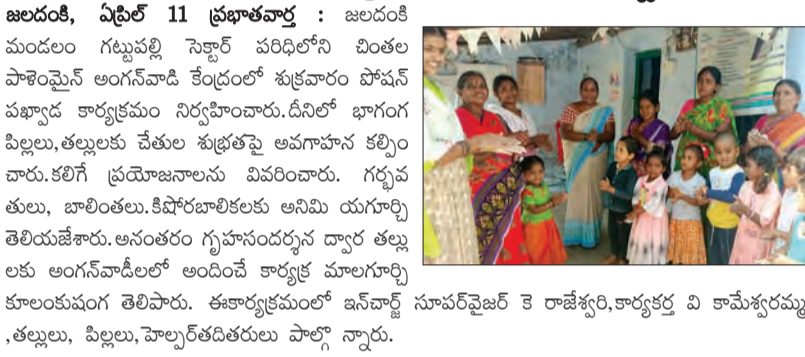 జలదంకి, ఏప్రిల్ 11 ప్రభాతవార్త : జలదంకి
మండలం గట్టుపల్లి సెక్టార్ పరిధిలోని చింతల
పాళెంమైన్ అంగన్‌వాడి కేంద్రంలో శుక్రవారం పోషన్
పఖ్వాడ కార్యక్రమం నిర్వహించారు.దీనిలో భాగంగ
పిల్లలు,తల్లులకు చేతుల శుభ్రతపై అవగాహన కల్పిం
చారు.కలిగే ప్రయోజనాలను వివరించారు. గర్భవ
తులు, బాలింతలు.కిషోరబాలికలకు అనిమి యగూర్చి
తెలియజేశారు.అనంతరం గృహసందర్శన ద్వార తల్లు
లకు అంగన్‌వాడీలలో అందించే కార్యక్ర మాలగూర్చి
కూలంకుషంగ తెలిపారు. ఈకార్యక్రమంలో ఇన్‌చార్జ్ సూపర్‌వైజర్ కె రాజేశ్వరి,కార్యకర్త వి కామేశ్వరమ్మ
,తల్లులు, పిల్లలు,హెల్పర్‌తదితరులు పాల్గొ న్నారు.